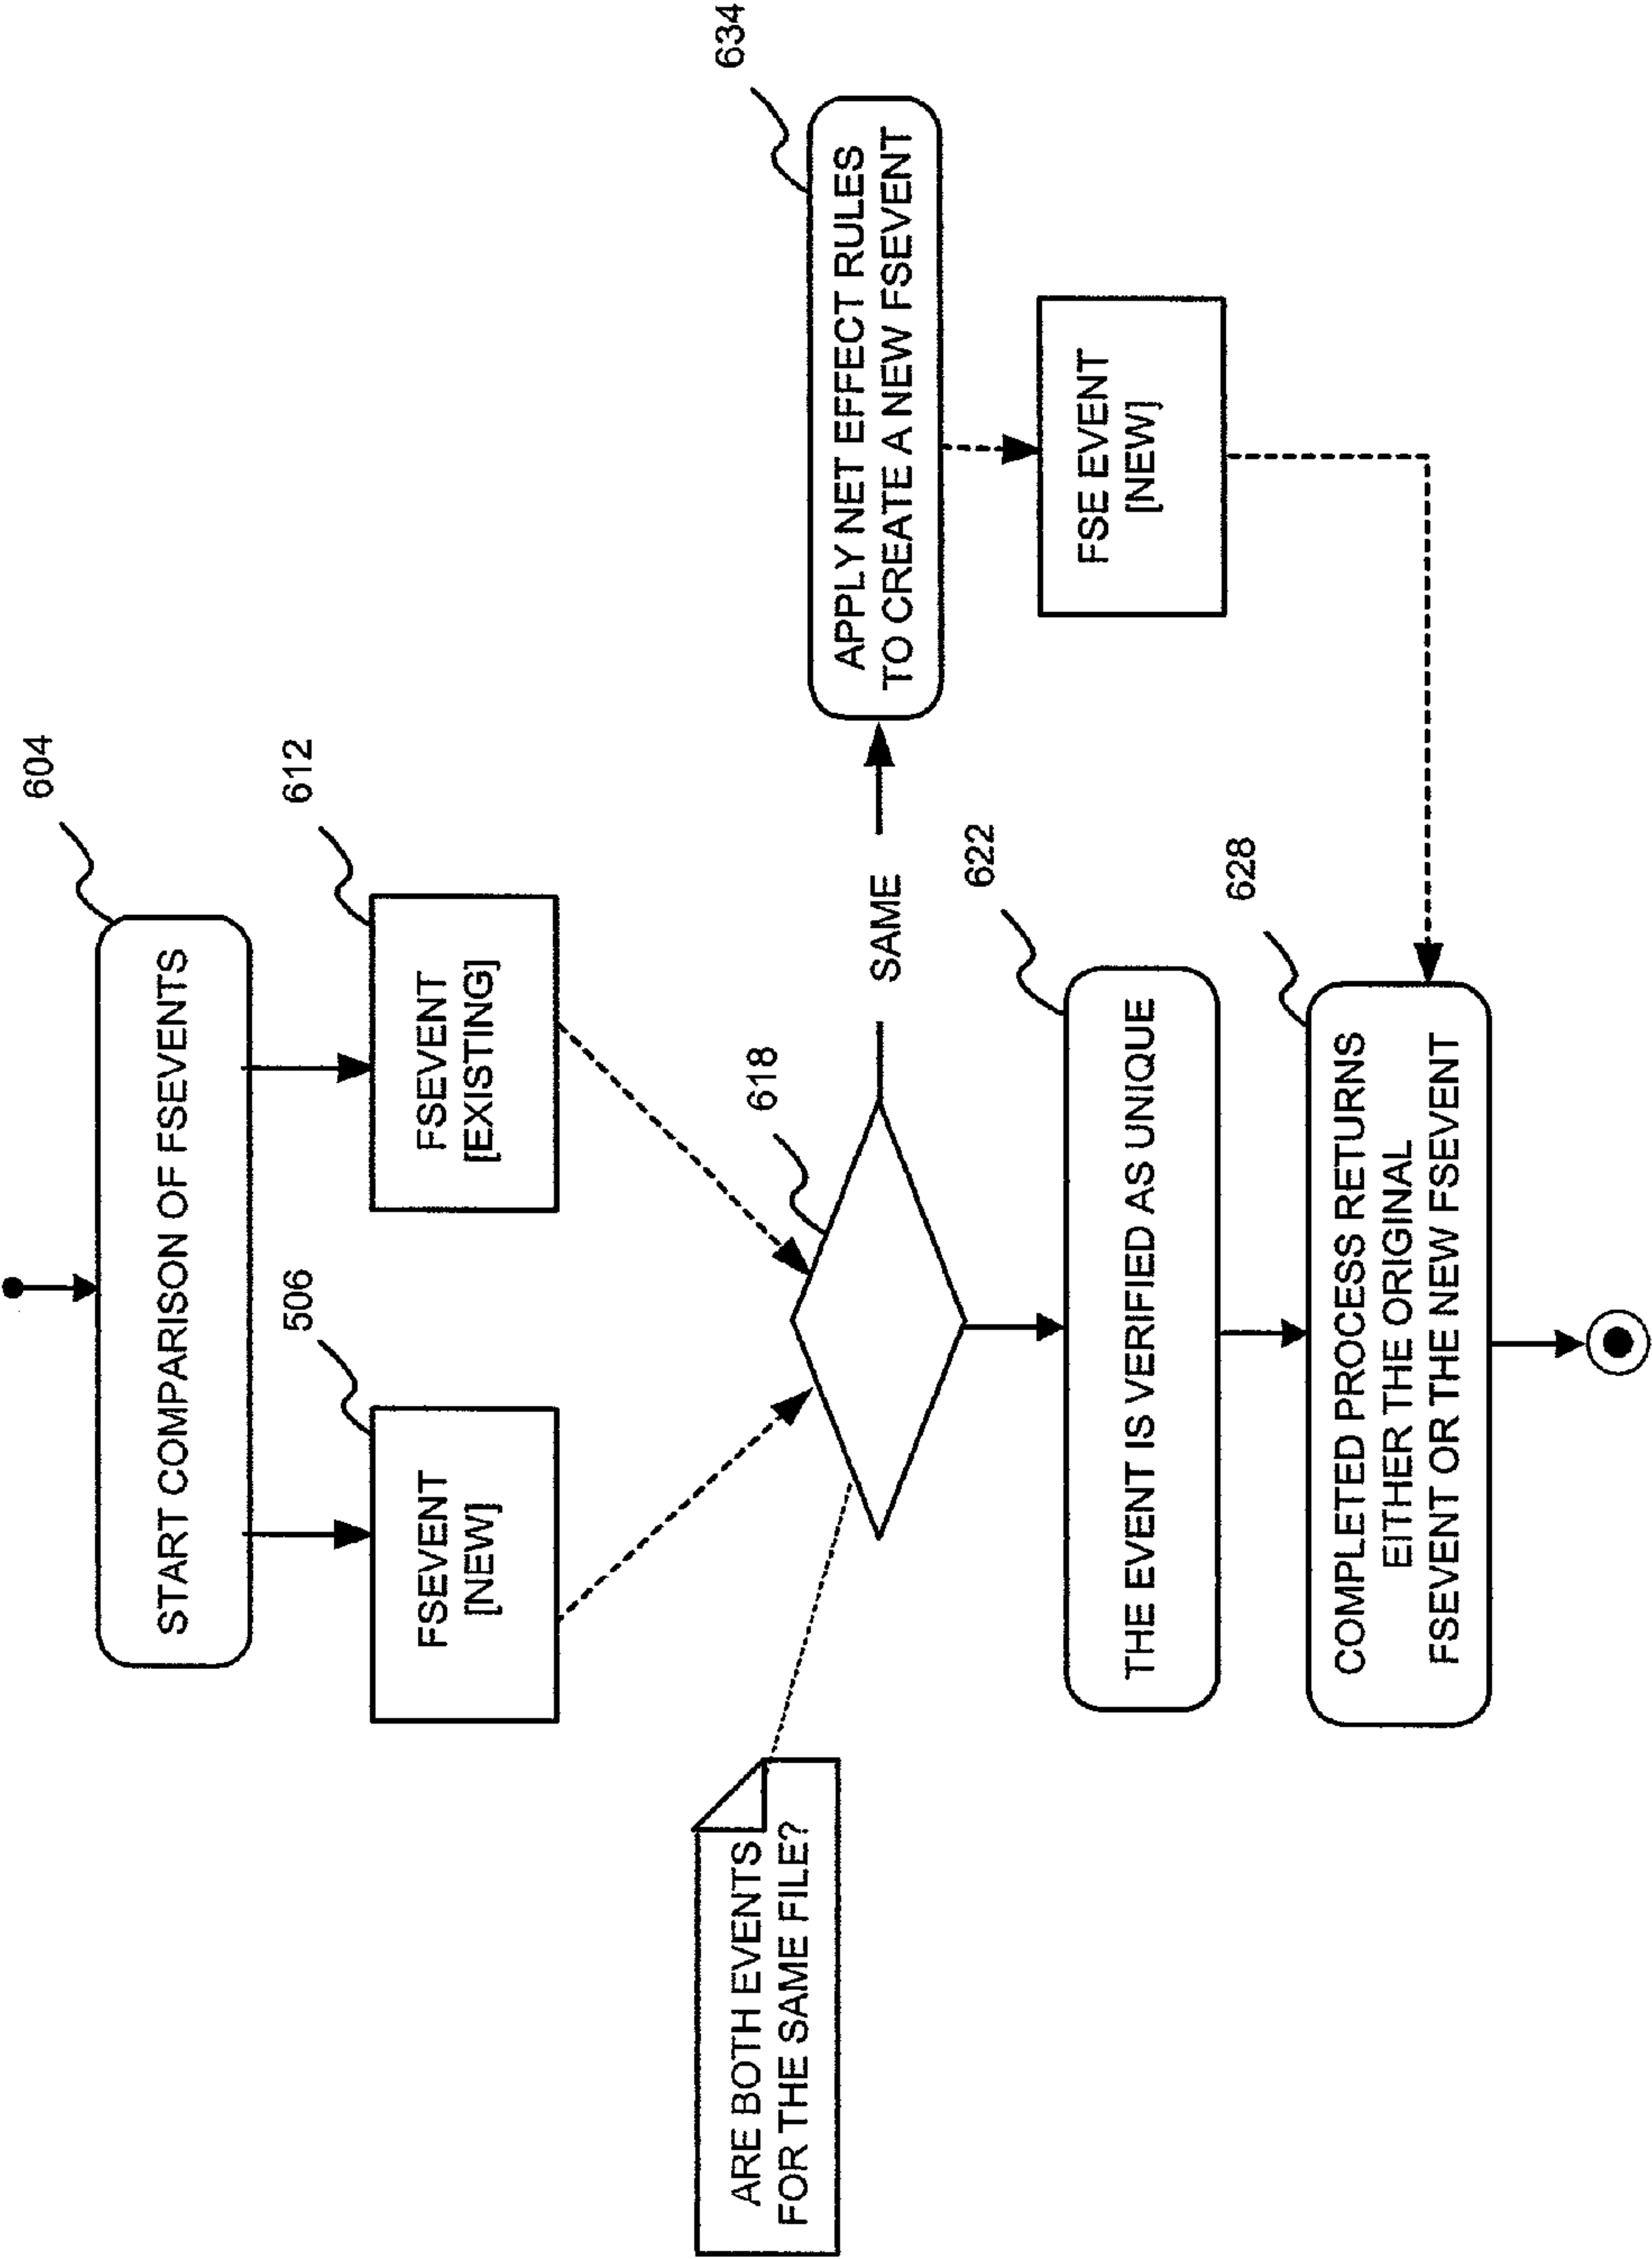 604
START COMPARISON OF FSEVENTS
506
612
FSEVENT
[NEW]
FSEVENT
[EXISTING]
ARE BOTH EVENTS
FOR THE SAME FILE?
618
SAME
634
APPLY NET EFFECT RULES
TO CREATE A NEW FSEVENT
FSE EVENT
[NEW]
622
THE EVENT IS VERIFIED AS UNIQUE
628
COMPLETED PROCESS RETURNS
EITHER THE ORIGINAL
FSEVENT OR THE NEW FSEVENT